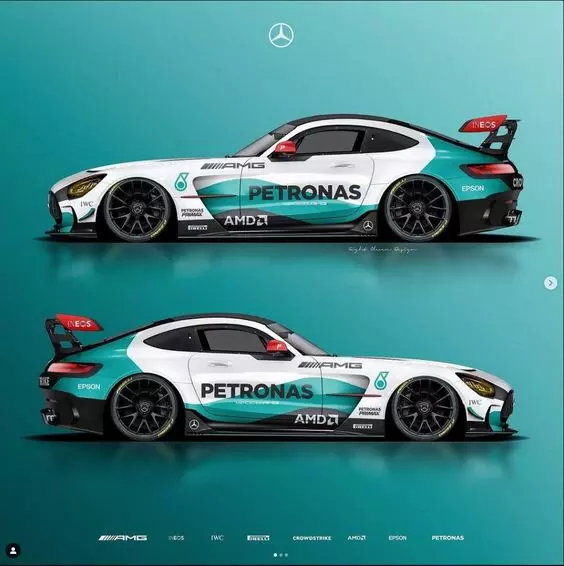 INEOS
AMG
PETRONAS
EPSON
IWC
PETRONAS
PRIMAX
AMD
PIRELLI
INEOS
AMG
PETRONAS
EPSON
PETRONAS
PRIMAX
IWC
AMD
PIRELLI
AMG INEOS IWC PIRELLI CROWDSTRIKE AMD EPSON PETRONAS